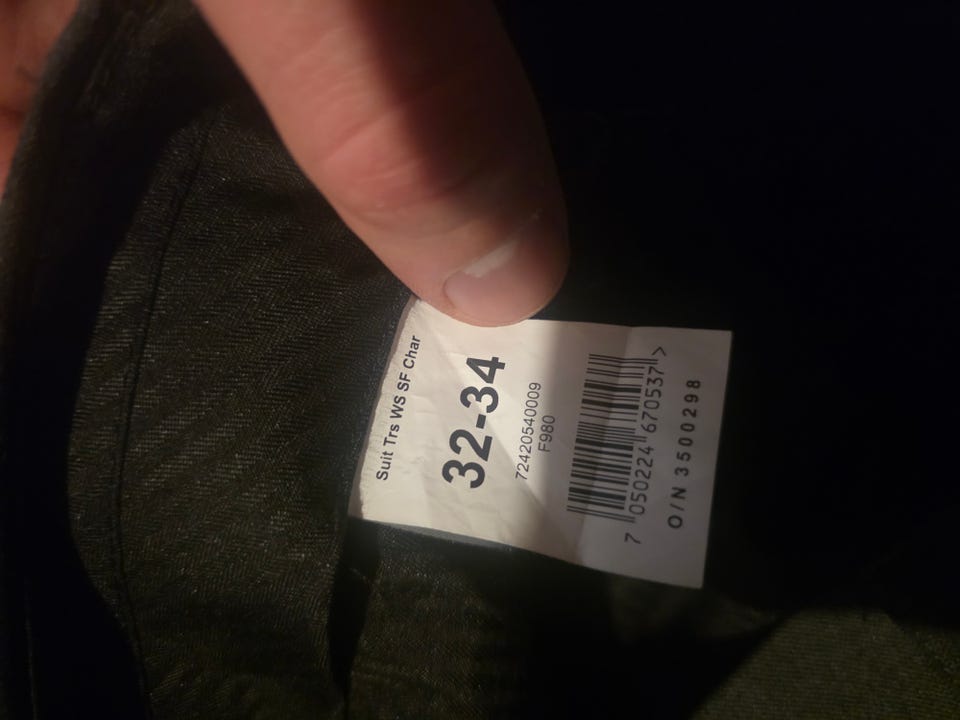 Suit Trs WS SF Char
32-34
72420540009
F980
7 050224 670537 >
O/N 3500298